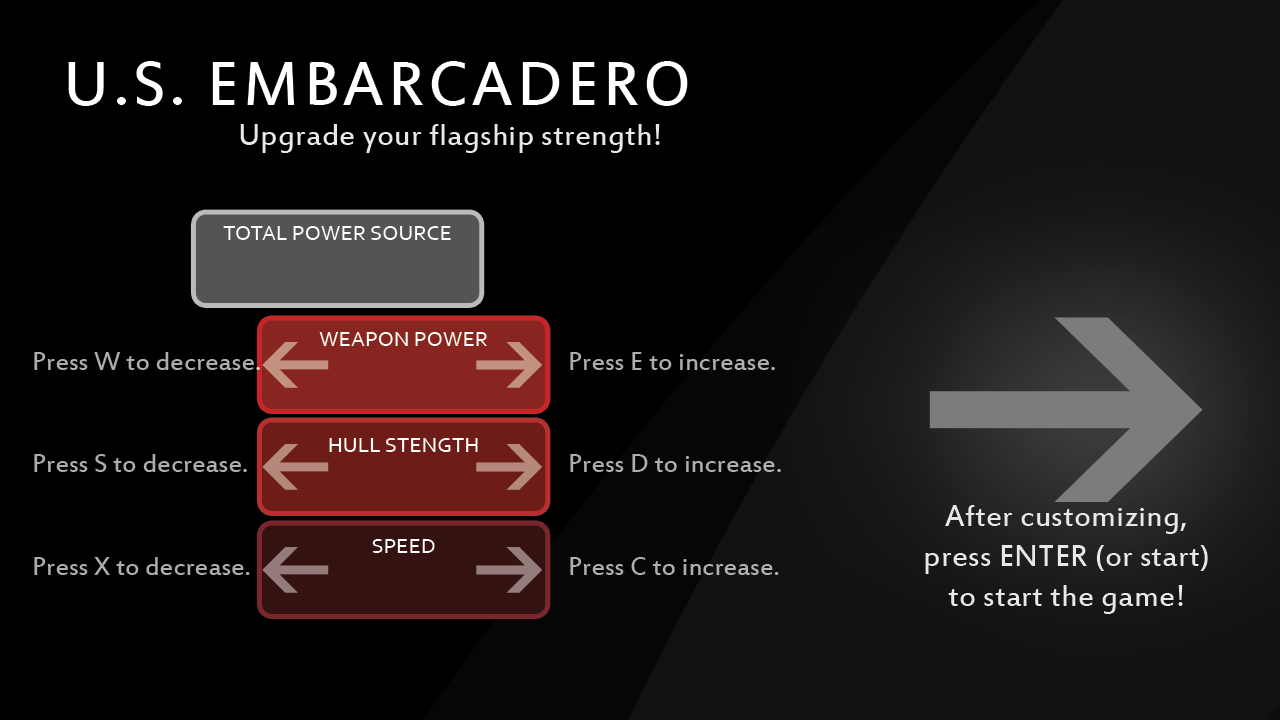 U.S. EMBARCADERO
Upgrade your flagship strength!
TOTAL POWER SOURCE
WEAPON POWER
Press W to decrease.
Press E to increase.
HULL STENGTH
Press S to decrease.
Press D to increase.
SPEED
Press X to decrease.
Press C to increase.
After customizing,
press ENTER (or start)
to start the game!